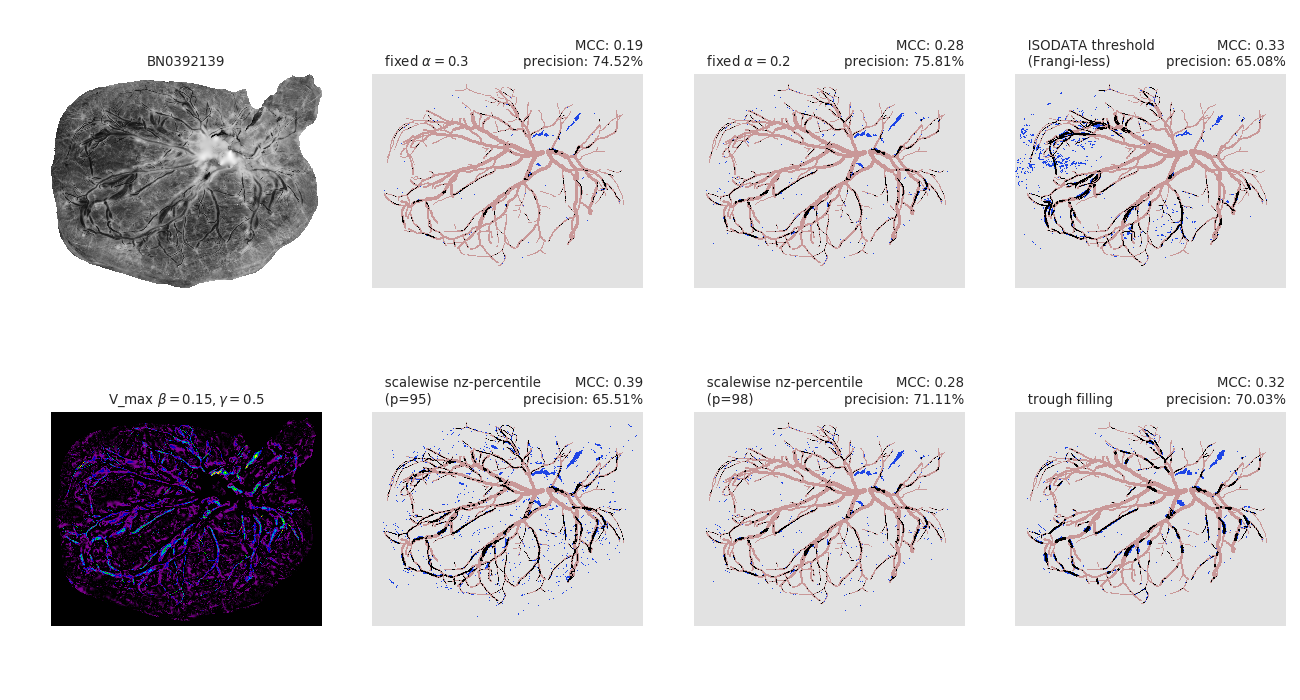 BN0392139
MCC: 0.19
fixed α = 0.3 precision: 74.52%
MCC: 0.28
fixed α = 0.2 precision: 75.81%
ISODATA threshold MCC: 0.33
(Frangi-less) precision: 65.08%
V_max β = 0.15, γ = 0.5
scalewise nz-percentile MCC: 0.39
(p=95) precision: 65.51%
scalewise nz-percentile MCC: 0.28
(p=98) precision: 71.11%
MCC: 0.32
trough filling precision: 70.03%